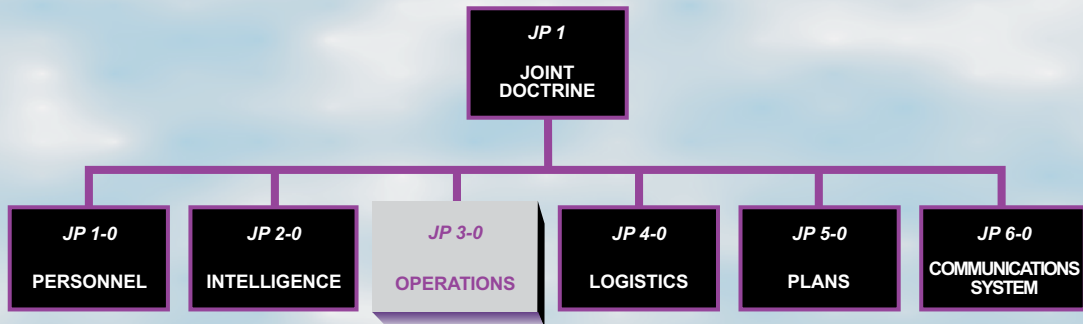 JP 1
JOINT
DOCTRINE
JP 1-0
PERSONNEL
JP 2-0
INTELLIGENCE
JP 3-0
OPERATIONS
JP 4-0
LOGISTICS
JP 5-0
PLANS
JP 6-0
COMMUNICATIONS
SYSTEM